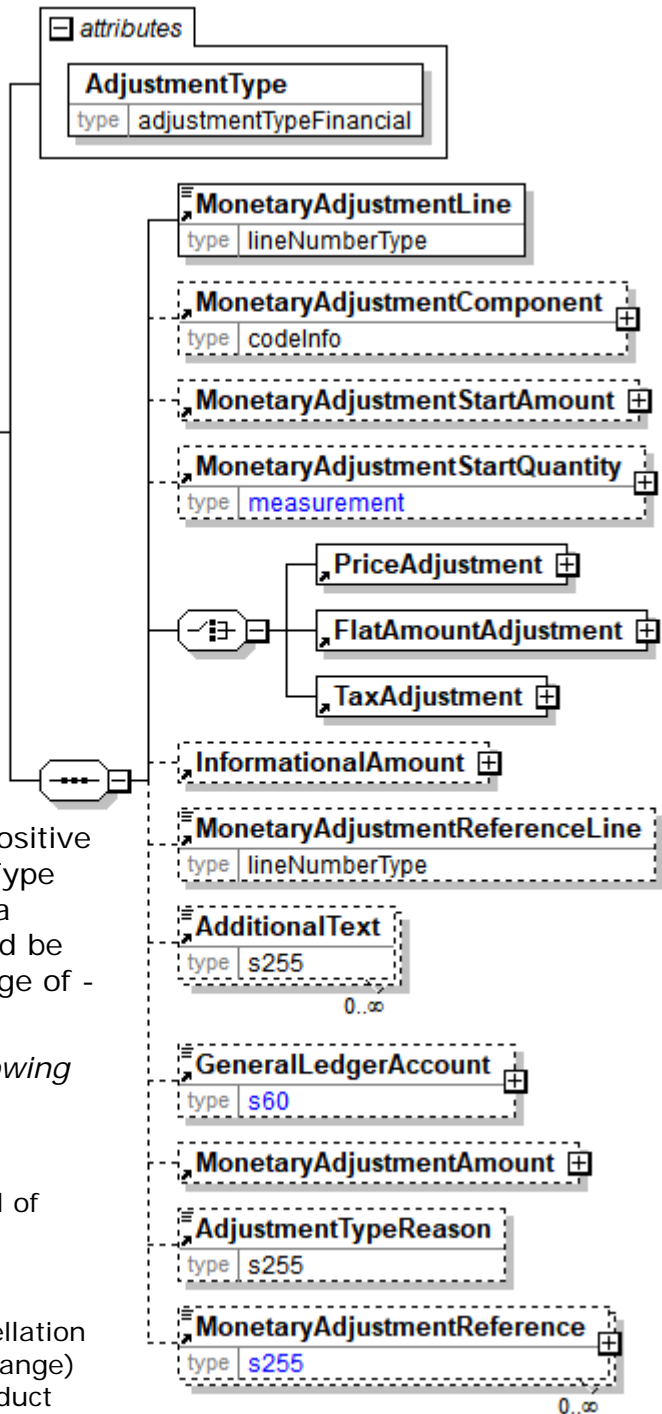 attributes
AdjustmentType
type adjustmentTypeFinancial
MonetaryAdjustmentLine
type lineNumberType
MonetaryAdjustmentComponent
type codeInfo
MonetaryAdjustmentStartAmount
MonetaryAdjustmentStartQuantity
type measurement
PriceAdjustment
FlatAmountAdjustment
TaxAdjustment
InformationalAmount
MonetaryAdjustmentReferenceLine
type lineNumberType
AdditionalText
type s255
0..∞
GeneralLedgerAccount
type s60
MonetaryAdjustmentAmount
AdjustmentTypeReason
type s255
MonetaryAdjustmentReference
type s255
0..∞
ositive
ype
a
d be
ge of -
owing
l of
ellation
ange)
duct